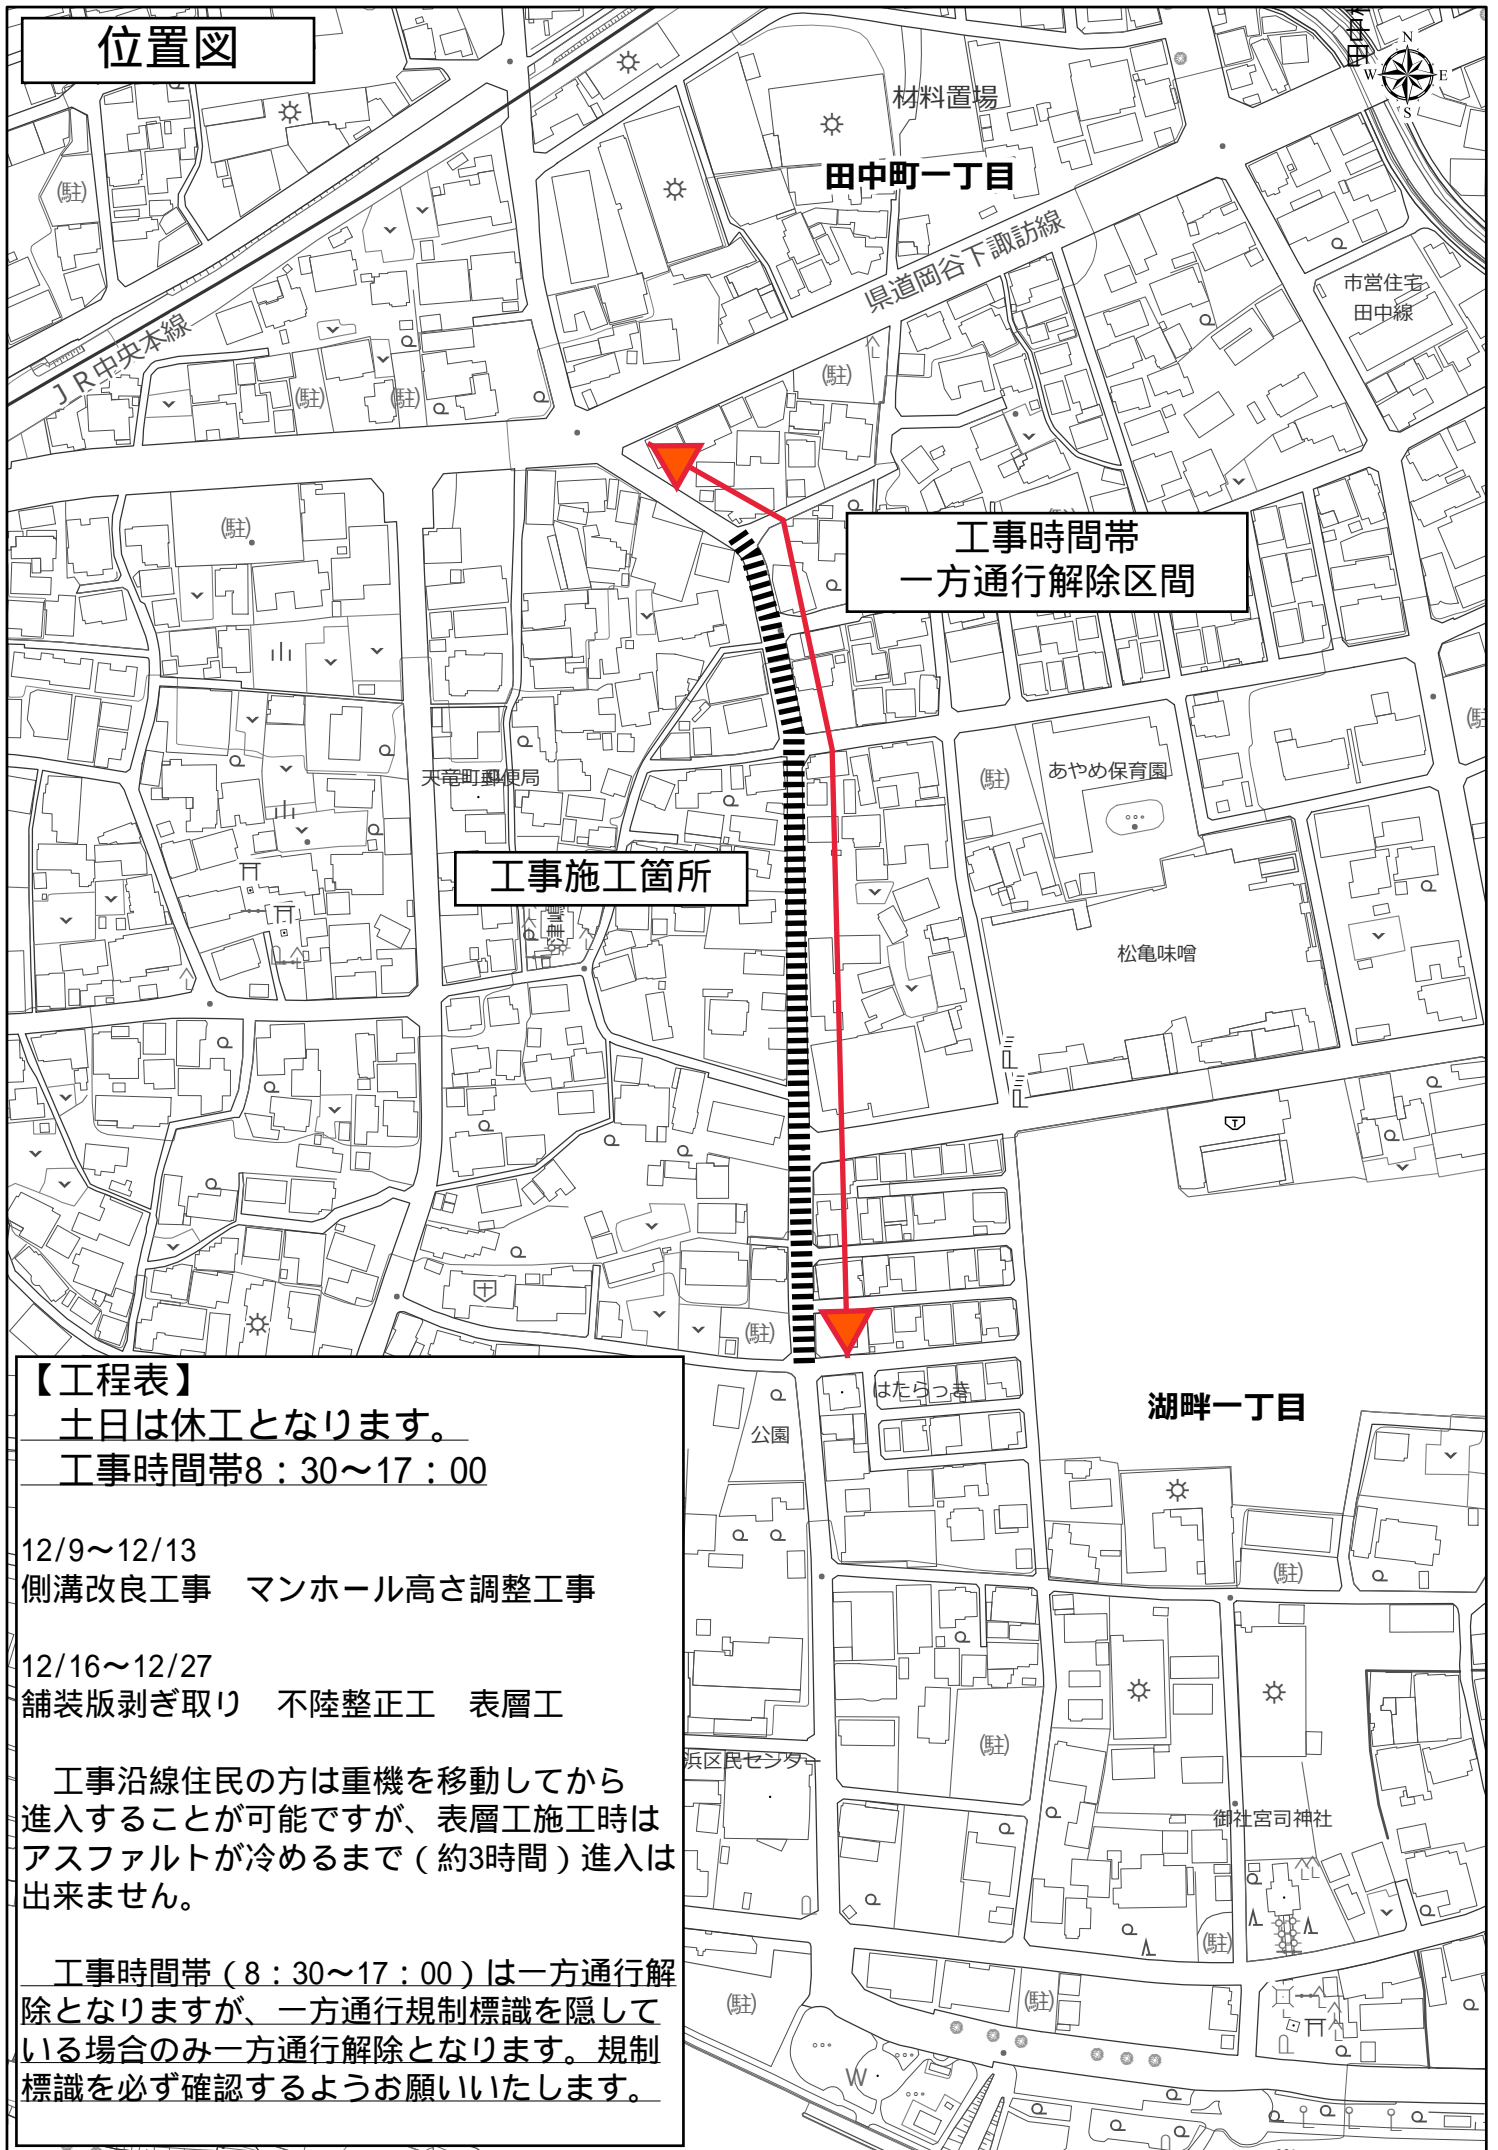 位置図
田中
N
W
E
S
材料置場
田中町一丁目
県道岡谷下諏訪線
市営住宅
田中線
(駐)
ＪＲ中央本線
(駐)
(駐)
(駐)
(駐)
工事時間帯
一方通行解除区間
(駐)
あやめ保育園
天竜町郵便局
工事施工箇所
松亀味噌
(駐)
はたらっ巷
公園
湖畔一丁目
【工程表】
土日は休工となります。
工事時間帯8：30～17：00
12/9～12/13
側溝改良工事　マンホール高さ調整工事
12/16～12/27
舗装版剥ぎ取り　不陸整正工　表層工
工事沿線住民の方は重機を移動してから
進入することが可能ですが、表層工施工時は
アスファルトが冷めるまで（約3時間）進入は
出来ません。
工事時間帯（8：30～17：00）は一方通行解
除となりますが、一方通行規制標識を隠して
いる場合のみ一方通行解除となります。規制
標識を必ず確認するようお願いいたします。
(駐)
(駐)
浜区民センター
御社宮司神社
(駐)
(駐)
(駐)
W